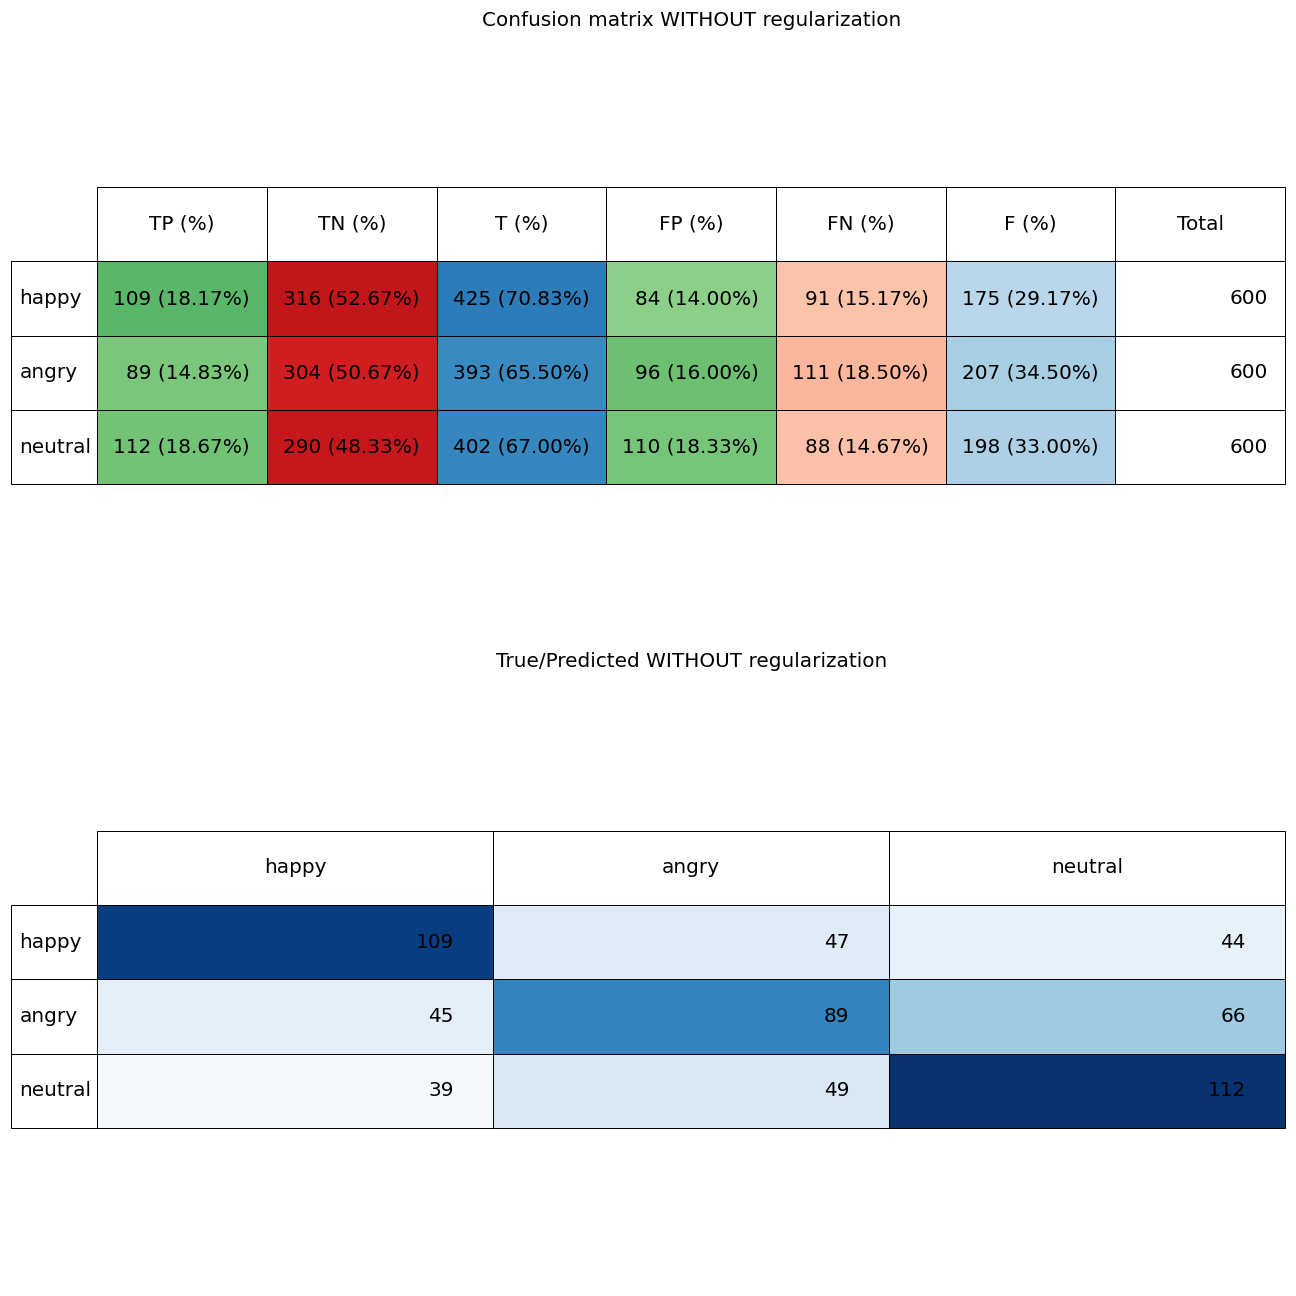 Confusion matrix WITHOUT regularization
TP (%) TN (%) T (%) FP (%) FN (%) F (%) Total
happy 109 (18.17%) 316 (52.67%) 425 (70.83%) 84 (14.00%) 91 (15.17%) 175 (29.17%) 600
angry 89 (14.83%) 304 (50.67%) 393 (65.50%) 96 (16.00%) 111 (18.50%) 207 (34.50%) 600
neutral 112 (18.67%) 290 (48.33%) 402 (67.00%) 110 (18.33%) 88 (14.67%) 198 (33.00%) 600
True/Predicted WITHOUT regularization
happy angry neutral
happy 109 47 44
angry 45 89 66
neutral 39 49 112